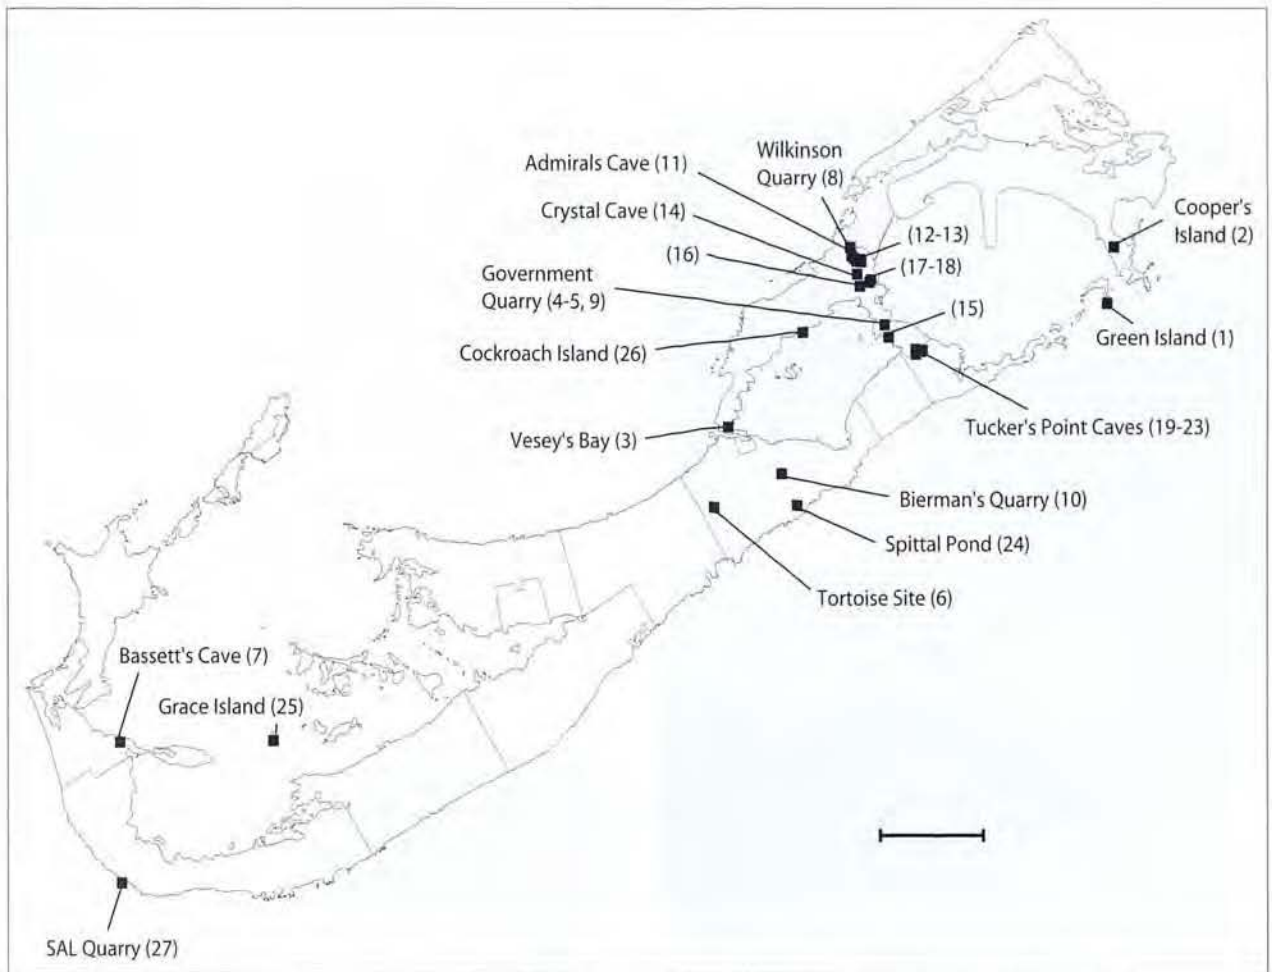 Wilkinson
Quarry (8)
Admirals Cave (11)
Crystal Cave (14)
Cooper's
Island (2)
(12-13)
(16)
(17-18)
Government
Quarry (4-5, 9)
(15)
Green Island (1)
Cockroach Island (26)
Tucker's Point Caves (19-23)
Vesey's Bay (3)
Bierman's Quarry (10)
Spittal Pond (24)
Tortoise Site (6)
Bassett's Cave (7)
Grace Island (25)
SAL Quarry (27)